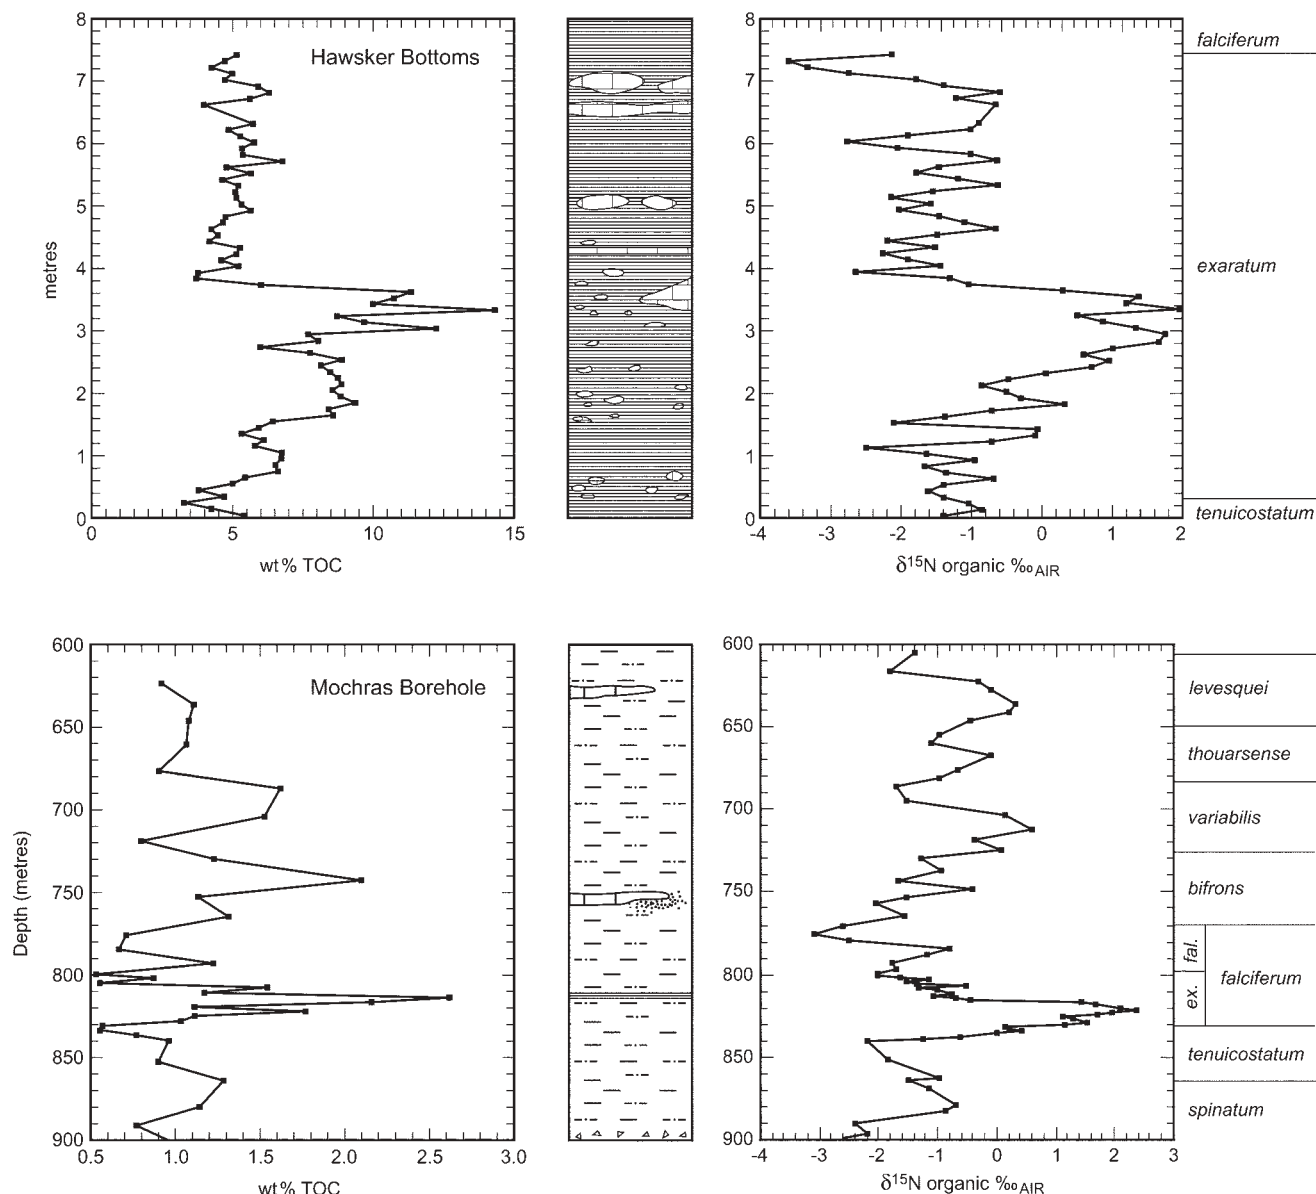 Hawsker Bottoms
metres
8
7
6
5
4
3
2
1
0
0 5 10 15
wt% TOC
8
7
6
5
4
3
2
1
0
-4 -3 -2 -1 0 1 2
δ15N organic ‰AIR
falciferum
exaratum
tenuicostatum
Mochras Borehole
Depth (metres)
600
650
700
750
800
850
900
0.5 1.0 1.5 2.0 2.5 3.0
wt% TOC
600
650
700
750
800
850
900
-4 -3 -2 -1 0 1 2 3
δ15N organic ‰AIR
levesquei
thouarsense
variabilis
bifrons
fal.
ex.
falciferum
tenuicostatum
spinatum